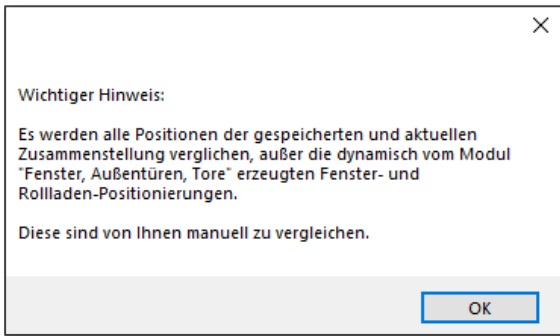 Wichtiger Hinweis:
Es werden alle Positionen der gespeicherten und aktuellen
Zusammenstellung verglichen, außer die dynamisch vom Modul
"Fenster, Außentüren, Tore" erzeugten Fenster- und
Rollladen-Positionierungen.
Diese sind von Ihnen manuell zu vergleichen.
OK